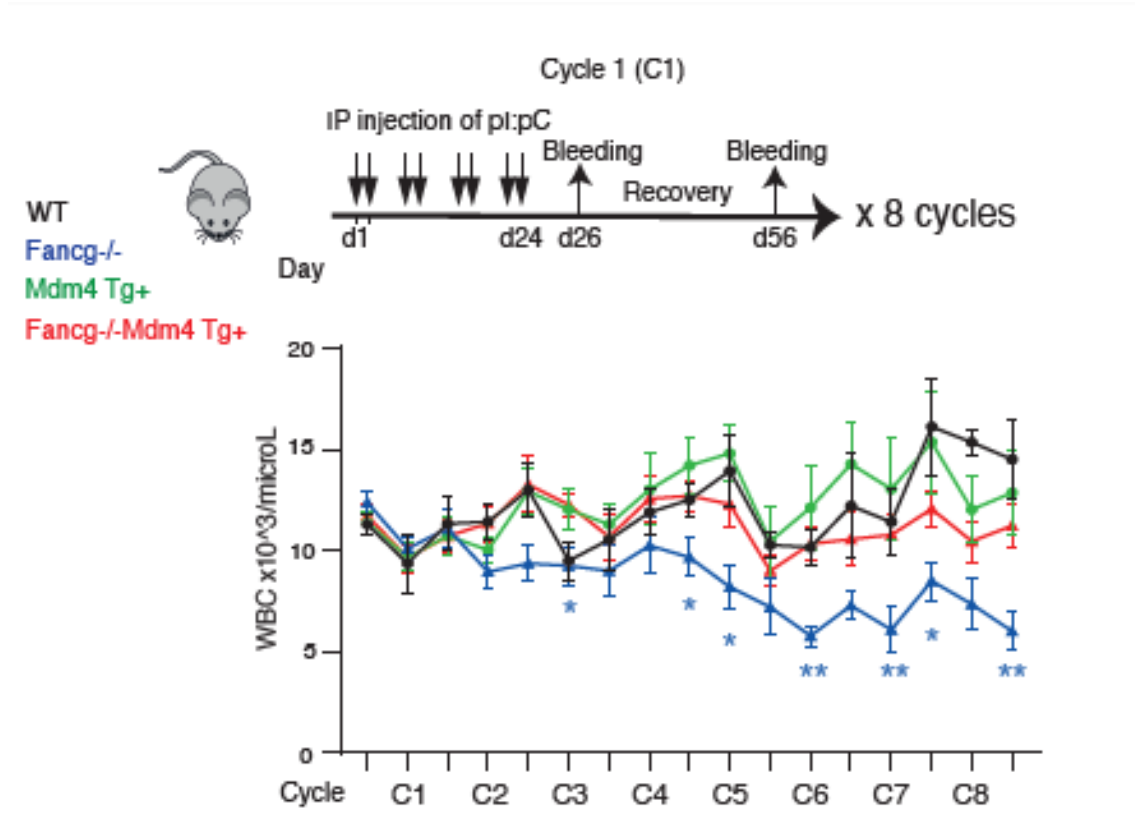 Cycle 1 (C1)
IP injection of pI:pC
Bleeding Bleeding
Recovery
x 8 cycles
d1 d24 d26 d56
Day
WT
Fancg-/-
Mdm4 Tg+
Fancg-/-Mdm4 Tg+
WBC x10^3/microL
20
15
10
5
0
* * * ** ** * **
Cycle C1 C2 C3 C4 C5 C6 C7 C8